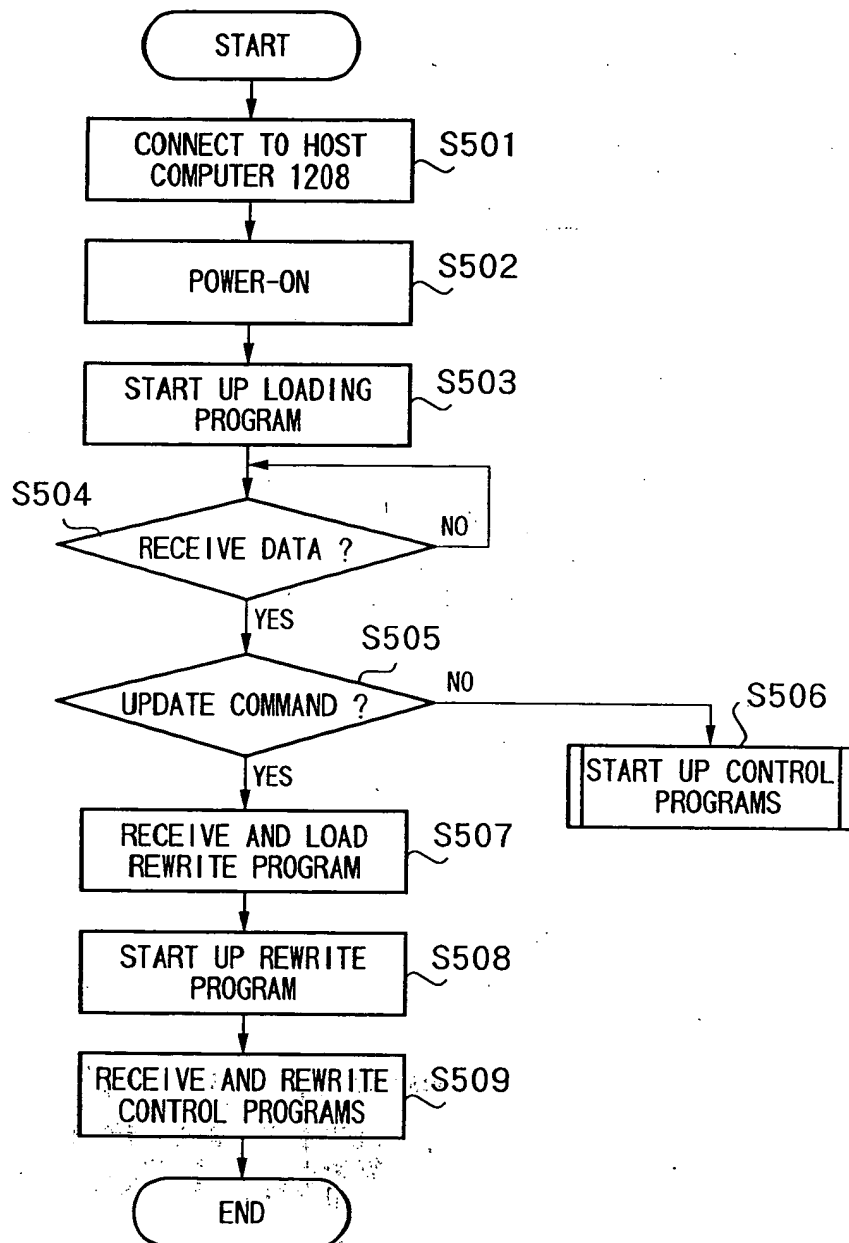 START
CONNECT TO HOST
COMPUTER 1208
S501
POWER-ON
S502
START UP LOADING
PROGRAM
S503
S504
RECEIVE DATA ?
NO
YES
S505
UPDATE COMMAND ?
NO
S506
START UP CONTROL
PROGRAMS
YES
RECEIVE AND LOAD
REWRITE PROGRAM
S507
START UP REWRITE
PROGRAM
S508
RECEIVE AND REWRITE
CONTROL PROGRAMS
S509
END